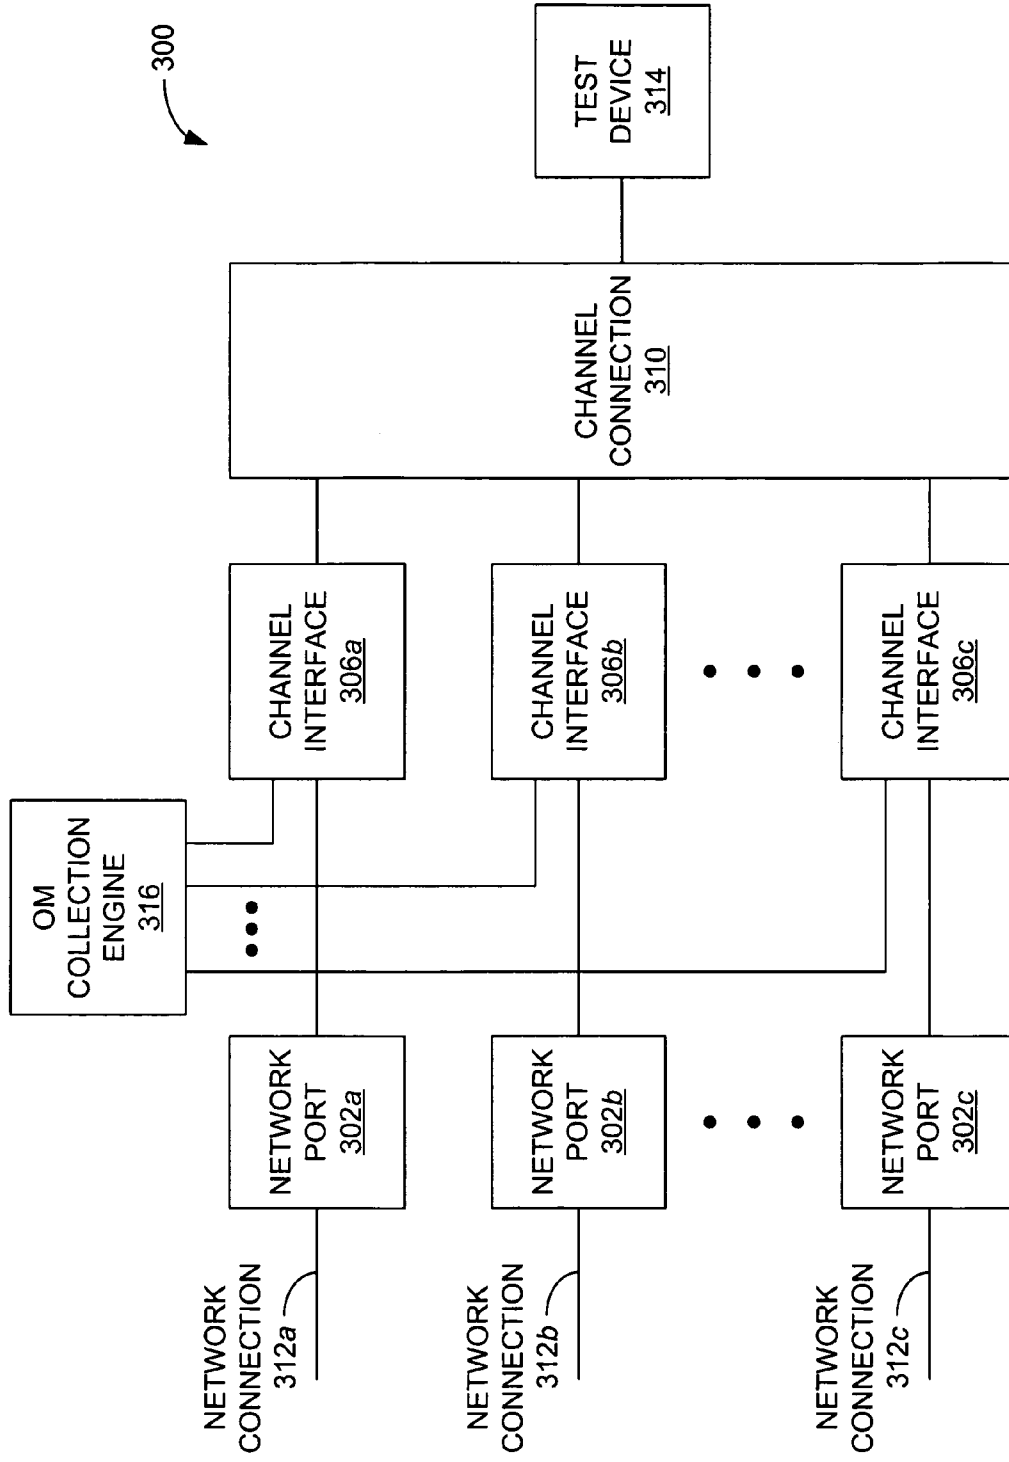 300
OM
COLLECTION
ENGINE
316
NETWORK
CONNECTION
312a
NETWORK
PORT
302a
CHANNEL
INTERFACE
306a
CHANNEL
CONNECTION
310
TEST
DEVICE
314
NETWORK
CONNECTION
312b
NETWORK
PORT
302b
CHANNEL
INTERFACE
306b
NETWORK
CONNECTION
312c
NETWORK
PORT
302c
CHANNEL
INTERFACE
306c